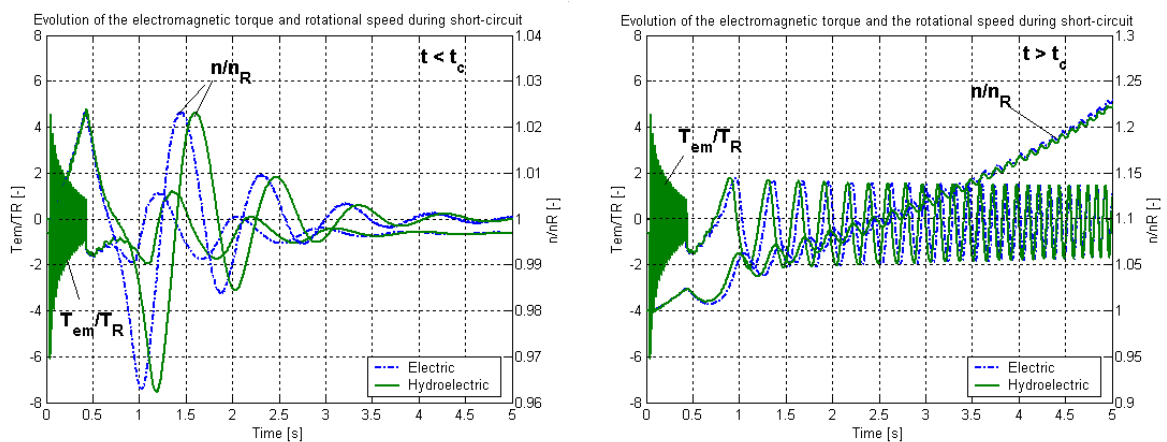 Evolution of the electromagnetic torque and rotational speed during short-circuit
8
6
4
2
0
-2
-4
-6
-8
Tem/TR [-]
1.04
1.03
1.02
1.01
1
0.99
0.98
0.97
0.96
n/nR [-]
t < tc
n/nR
Tem/TR
Electric
Hydroelectric
0 0.5 1 1.5 2 2.5 3 3.5 4 4.5 5
Time [s]
Evolution of the electromagnetic torque and the rotational speed during short-circuit
8
6
4
2
0
-2
-4
-6
-8
Tem/TR [-]
1.3
1.25
1.2
1.15
1.1
1.05
1
0.95
0.9
n/nR [-]
t > tc
n/nR
Tem/TR
Electric
Hydroelectric
0 0.5 1 1.5 2 2.5 3 3.5 4 4.5 5
Time [s]